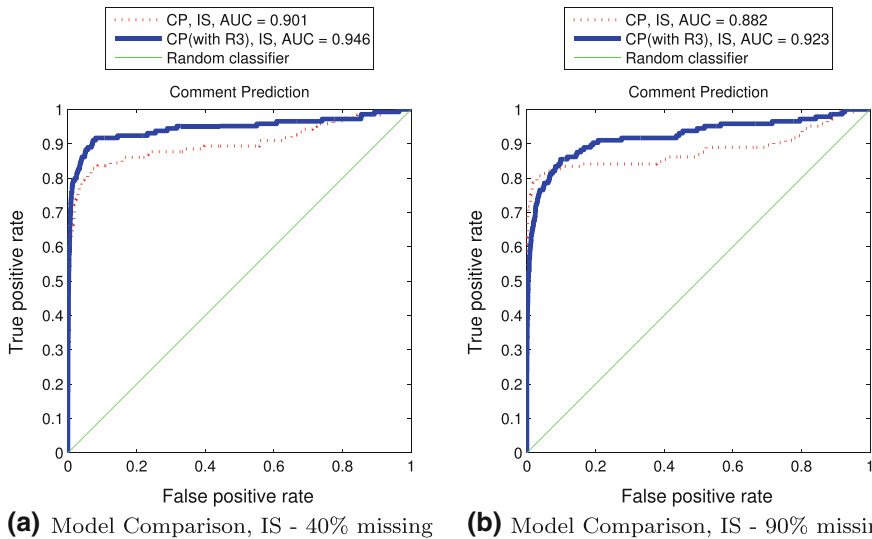 CP, IS, AUC = 0.901
CP(with R3), IS, AUC = 0.946
Random classifier
Comment Prediction
1
0.9
0.8
0.7
0.6
0.5
0.4
0.3
0.2
0.1
0
True positive rate
0 0.2 0.4 0.6 0.8 1
False positive rate
(a) Model Comparison, IS - 40% missing
CP, IS, AUC = 0.882
CP(with R3), IS, AUC = 0.923
Random classifier
Comment Prediction
1
0.9
0.8
0.7
0.6
0.5
0.4
0.3
0.2
0.1
0
True positive rate
0 0.2 0.4 0.6 0.8 1
False positive rate
(b) Model Comparison, IS - 90% missin